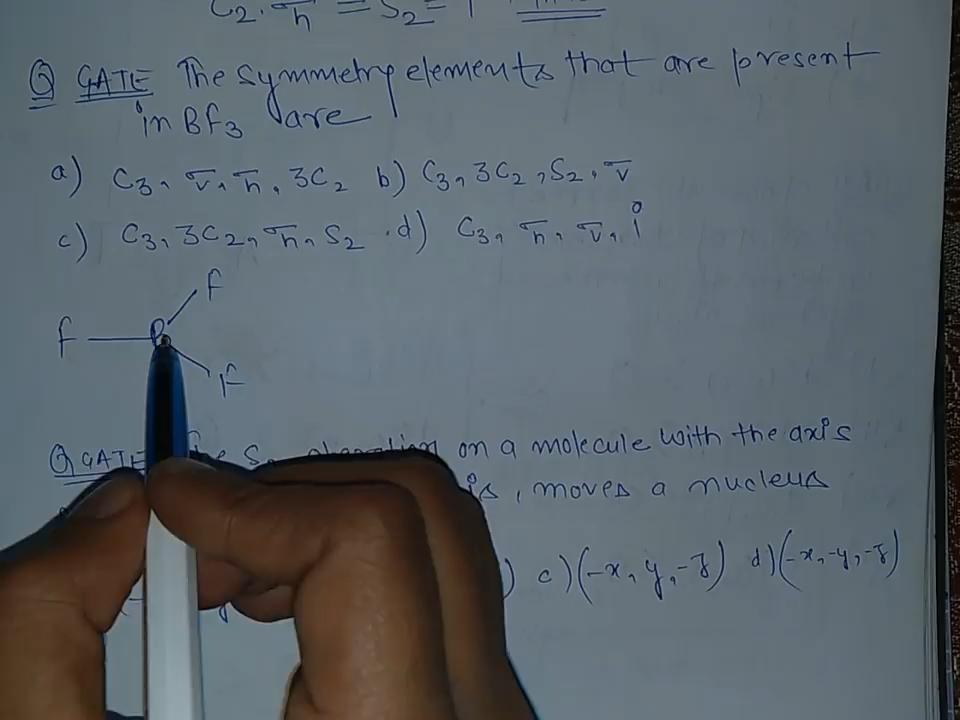 C2. σh = S2 = i
Q GATE The symmetry elements that are present
in Bf3 are
a) C3, σv, σh, 3C2 b) C3, 3C2, S2, σv
c) C3, 3C2, σh, S2 d) C3, σh, σv, i
F
F B
F
Q GATE on a molecule with the axis
is, moves a nucleus
c) (-x, y, -z) d) (-x, -y, -z)